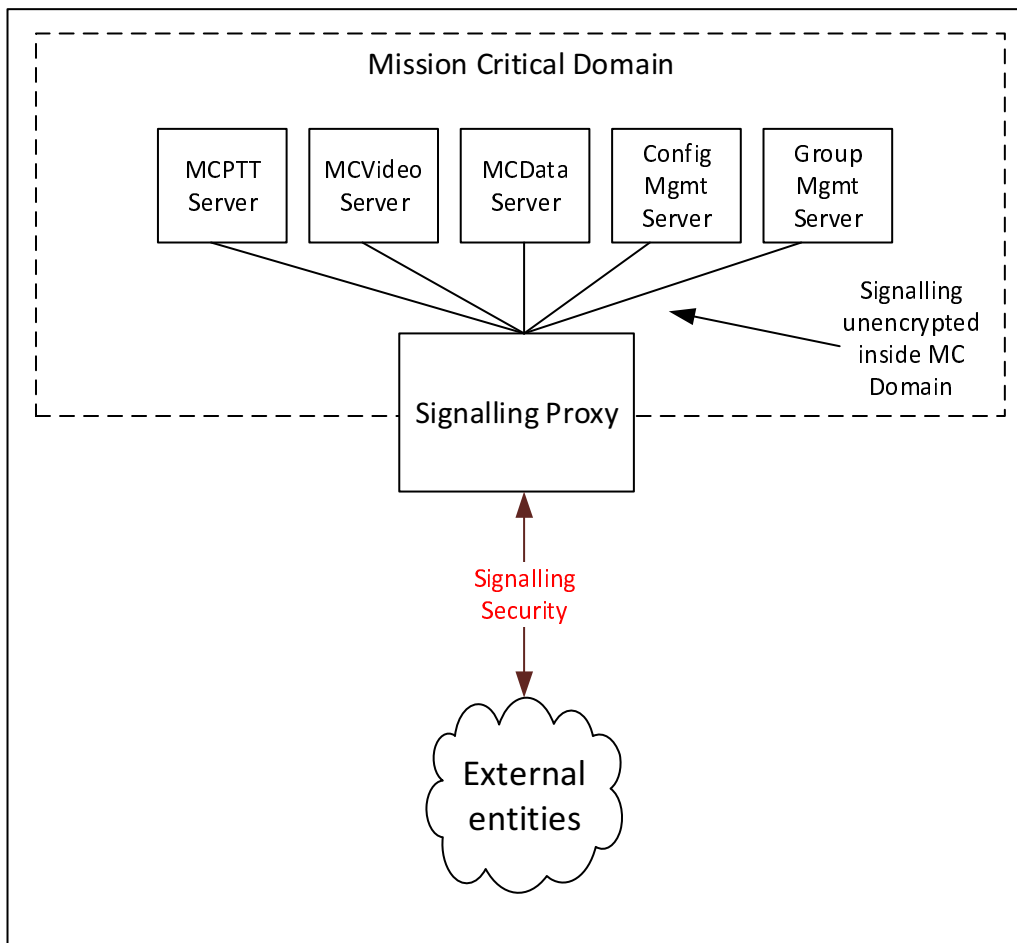 Mission Critical Domain
MCPTT
Server
MCVideo
Server
MCData
Server
Config
Mgmt
Server
Group
Mgmt
Server
Signalling
unencrypted
inside MC
Domain
Signalling Proxy
Signalling
Security
External
entities